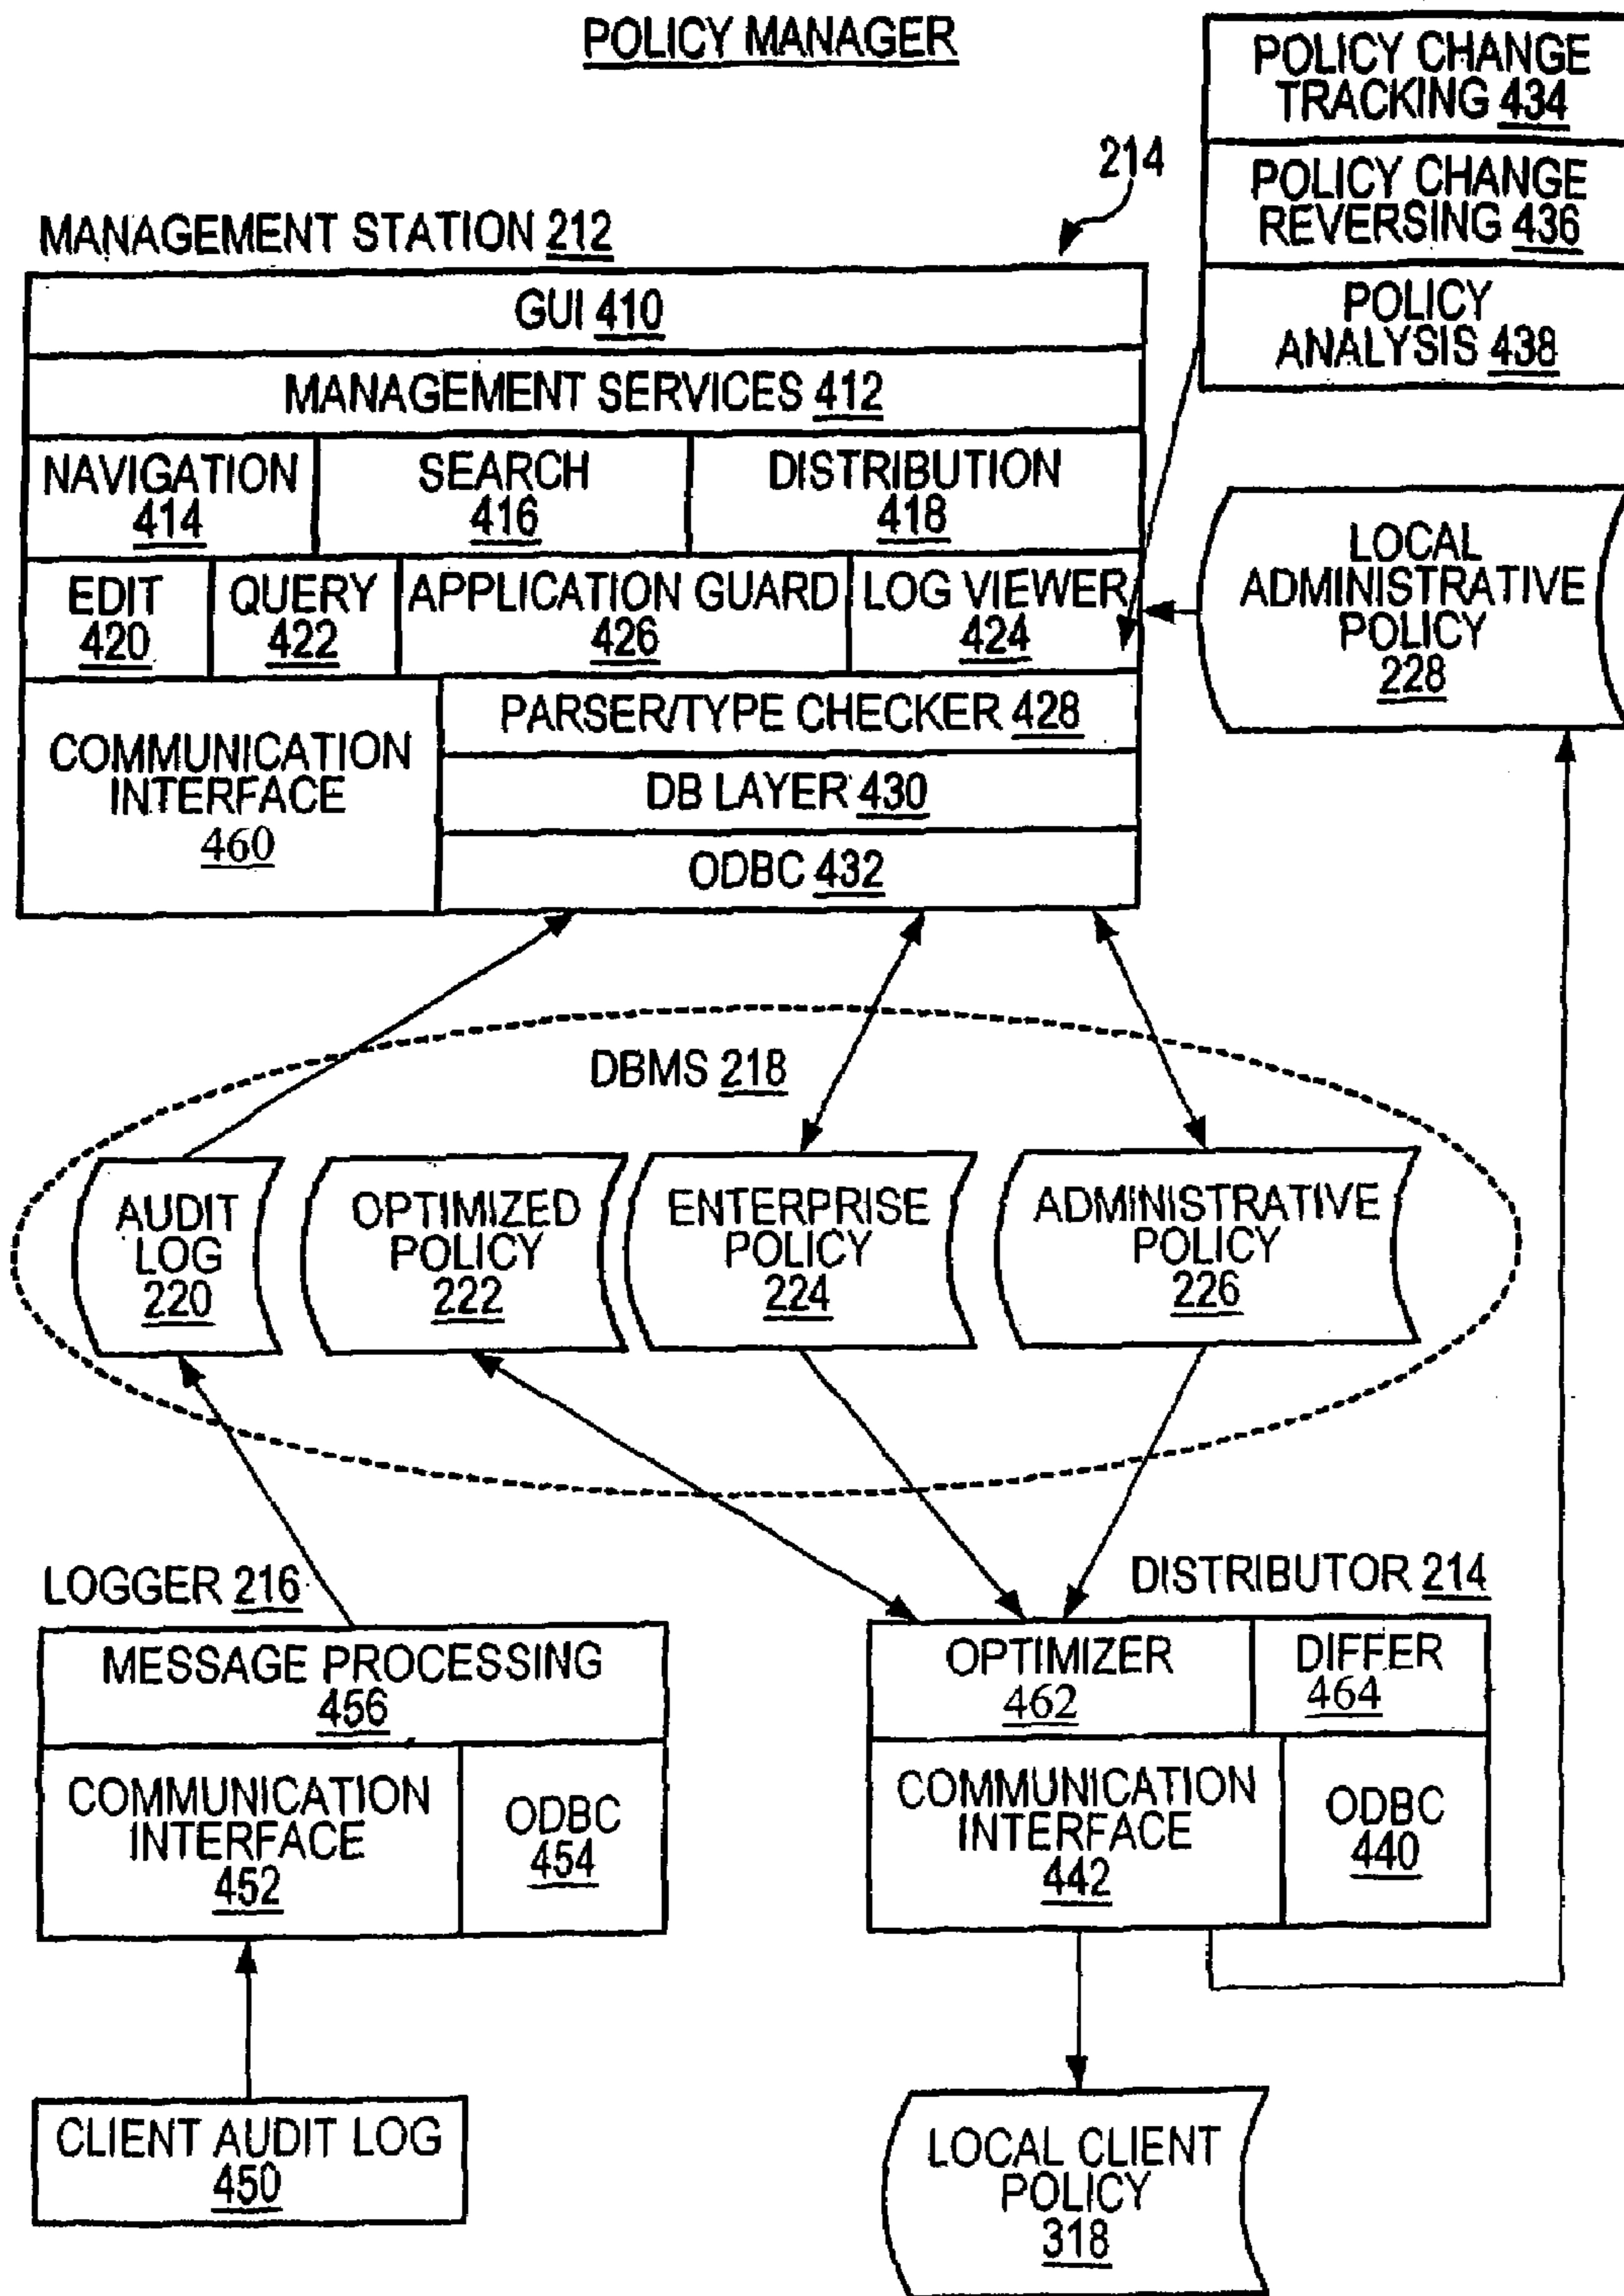 POLICY MANAGER
POLICY CHANGE
TRACKING 434
POLICY CHANGE
REVERSING 436
POLICY
ANALYSIS 438
214
MANAGEMENT STATION 212
GUI 410
MANAGEMENT SERVICES 412
NAVIGATION
414
SEARCH
416
DISTRIBUTION
418
EDIT
420
QUERY
422
APPLICATION GUARD
426
LOG VIEWER
424
LOCAL
ADMINISTRATIVE
POLICY
228
COMMUNICATION
INTERFACE
460
PARSER/TYPE CHECKER 428
DB LAYER 430
ODBC 432
DBMS 218
AUDIT
LOG
220
OPTIMIZED
POLICY
222
ENTERPRISE
POLICY
224
ADMINISTRATIVE
POLICY
226
LOGGER 216
MESSAGE PROCESSING
456
COMMUNICATION
INTERFACE
452
ODBC
454
DISTRIBUTOR 214
OPTIMIZER
462
DIFFER
464
COMMUNICATION
INTERFACE
442
ODBC
440
CLIENT AUDIT LOG
450
LOCAL CLIENT
POLICY
318